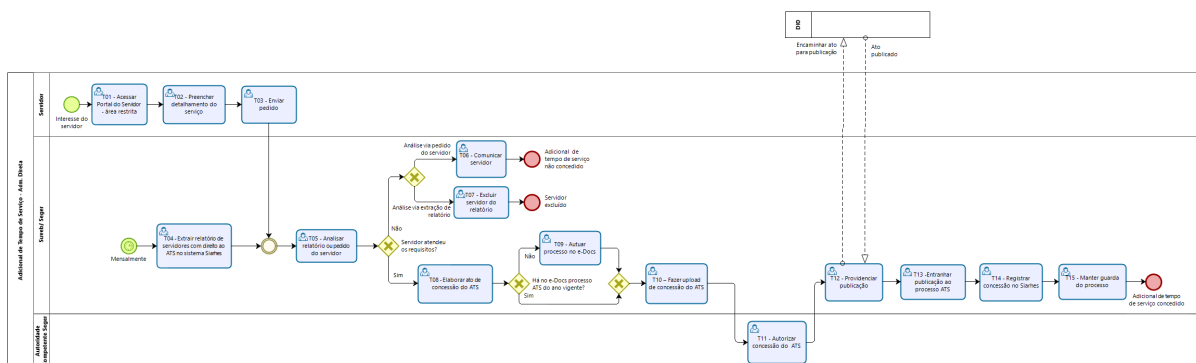 DIO
Encaminhar ato
para publicação
Ato
publicado
Adicional de Tempo de Serviço - Adm. Direta
Servidor
Interesse do
servidor
T01 - Acessar
Portal do Servidor
- área restrita
T02 - Preencher
detalhamento do
serviço
T03 - Enviar
pedido
Sureb/ Seger
Mensalmente
T04 - Extrair relatório de
servidores com direito ao
ATS no sistema Siarhes
T05 - Analisar
relatório ou pedido
do servidor
Servidor atendeu
os requisitos?
Não
Sim
Análise via pedido
do servidor
Análise via extração de
relatório
T06 - Comunicar
servidor
Adicional de
tempo de serviço
não concedido
T07 - Excluir
servidor do
relatório
Servidor
excluído
T08 - Elaborar ato de
concessão do ATS
Há no e-Docs processo
ATS do ano vigente?
Não
Sim
T09 - Autuar
processo no e-Docs
T10 - Fazer upload
de concessão do ATS
T12 - Providenciar
publicação
T13 -Entranhar
publicação ao
processo ATS
T14 - Registrar
concessão no Siarhes
T15 - Manter guarda
do processo
Adicional de tempo
de serviço concedido
Autoridade
ompetente Seger
T11 - Autorizar
concessão do ATS